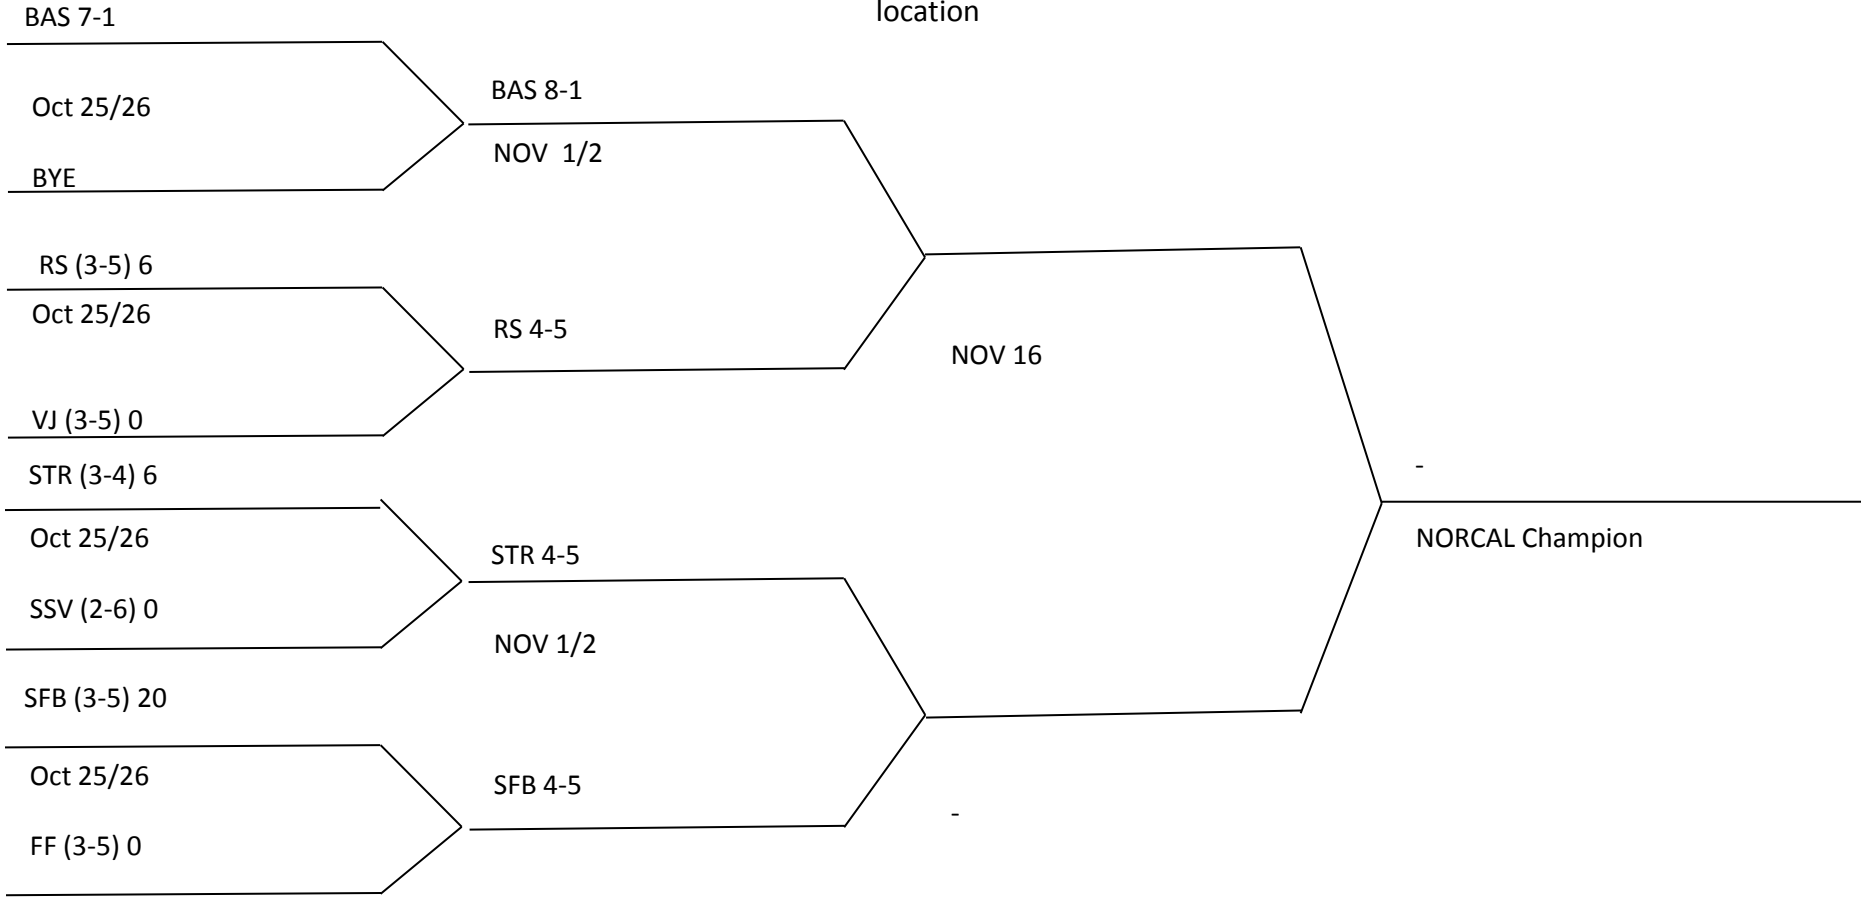 location
BAS 7-1
Oct 25/26
BYE
RS (3-5) 6
Oct 25/26
VJ (3-5) 0
STR (3-4) 6
Oct 25/26
SSV (2-6) 0
SFB (3-5) 20
Oct 25/26
FF (3-5) 0
BAS 8-1
NOV  1/2
RS 4-5
STR 4-5
NOV 1/2
SFB 4-5
NOV 16
-
-
NORCAL Champion